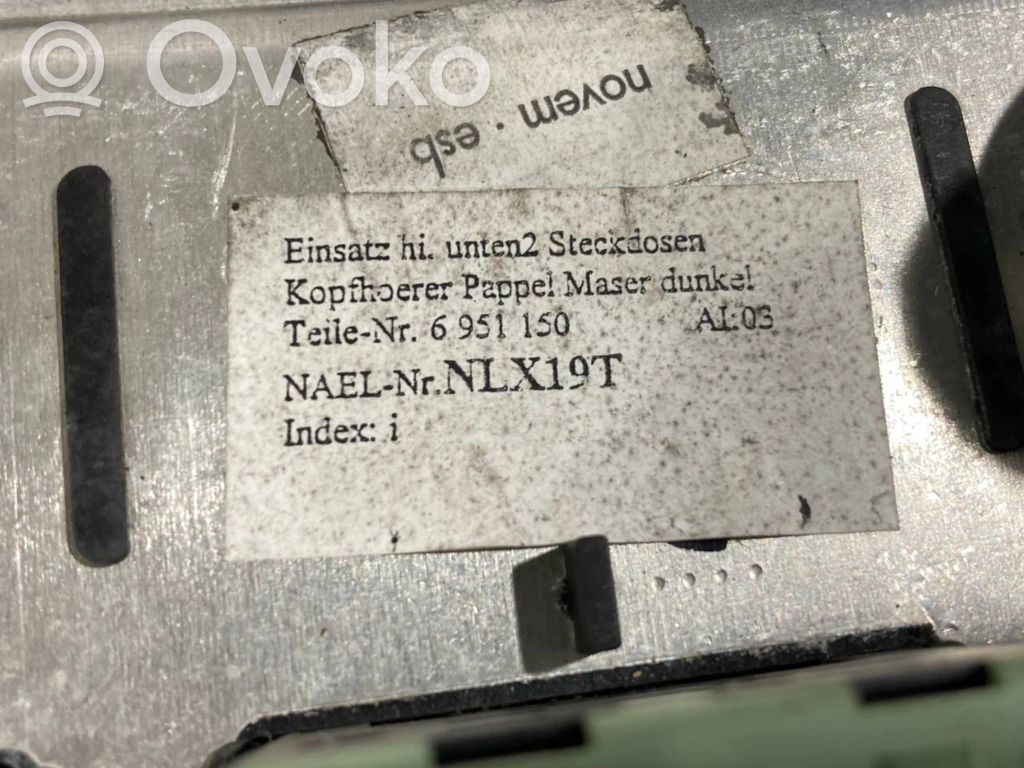 Ovoko
novem · esb
Einsatz hi. unten2 Steckdosen
Kopfhoerer Pappel Maser dunkel
Teile-Nr. 6 951 150 AI:03
NAEL-Nr.NLX19T
Index: i